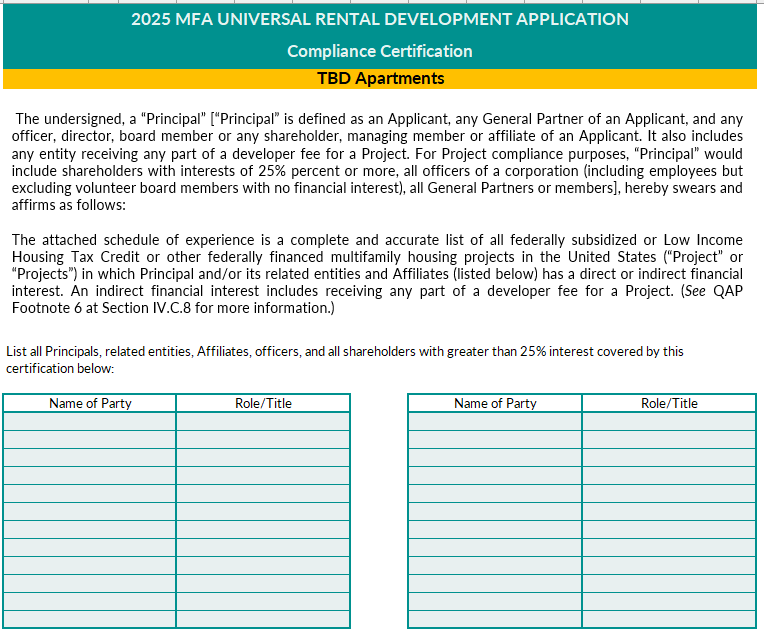 2025 MFA UNIVERSAL RENTAL DEVELOPMENT APPLICATION
Compliance Certification
TBD Apartments
The undersigned, a “Principal” [“Principal” is defined as an Applicant, any General Partner of an Applicant, and any
officer, director, board member or any shareholder, managing member or affiliate of an Applicant. It also includes
any entity receiving any part of a developer fee for a Project. For Project compliance purposes, “Principal” would
include shareholders with interests of 25% percent or more, all officers of a corporation (including employees but
excluding volunteer board members with no financial interest), all General Partners or members], hereby swears and
affirms as follows:
The attached schedule of experience is a complete and accurate list of all federally subsidized or Low Income
Housing Tax Credit or other federally financed multifamily housing projects in the United States (“Project” or
“Projects”) in which Principal and/or its related entities and Affiliates (listed below) has a direct or indirect financial
interest. An indirect financial interest includes receiving any part of a developer fee for a Project. (See QAP
Footnote 6 at Section IV.C.8 for more information.)
List all Principals, related entities, Affiliates, officers, and all shareholders with greater than 25% interest covered by this
certification below:
Name of Party Role/Title Name of Party Role/Title